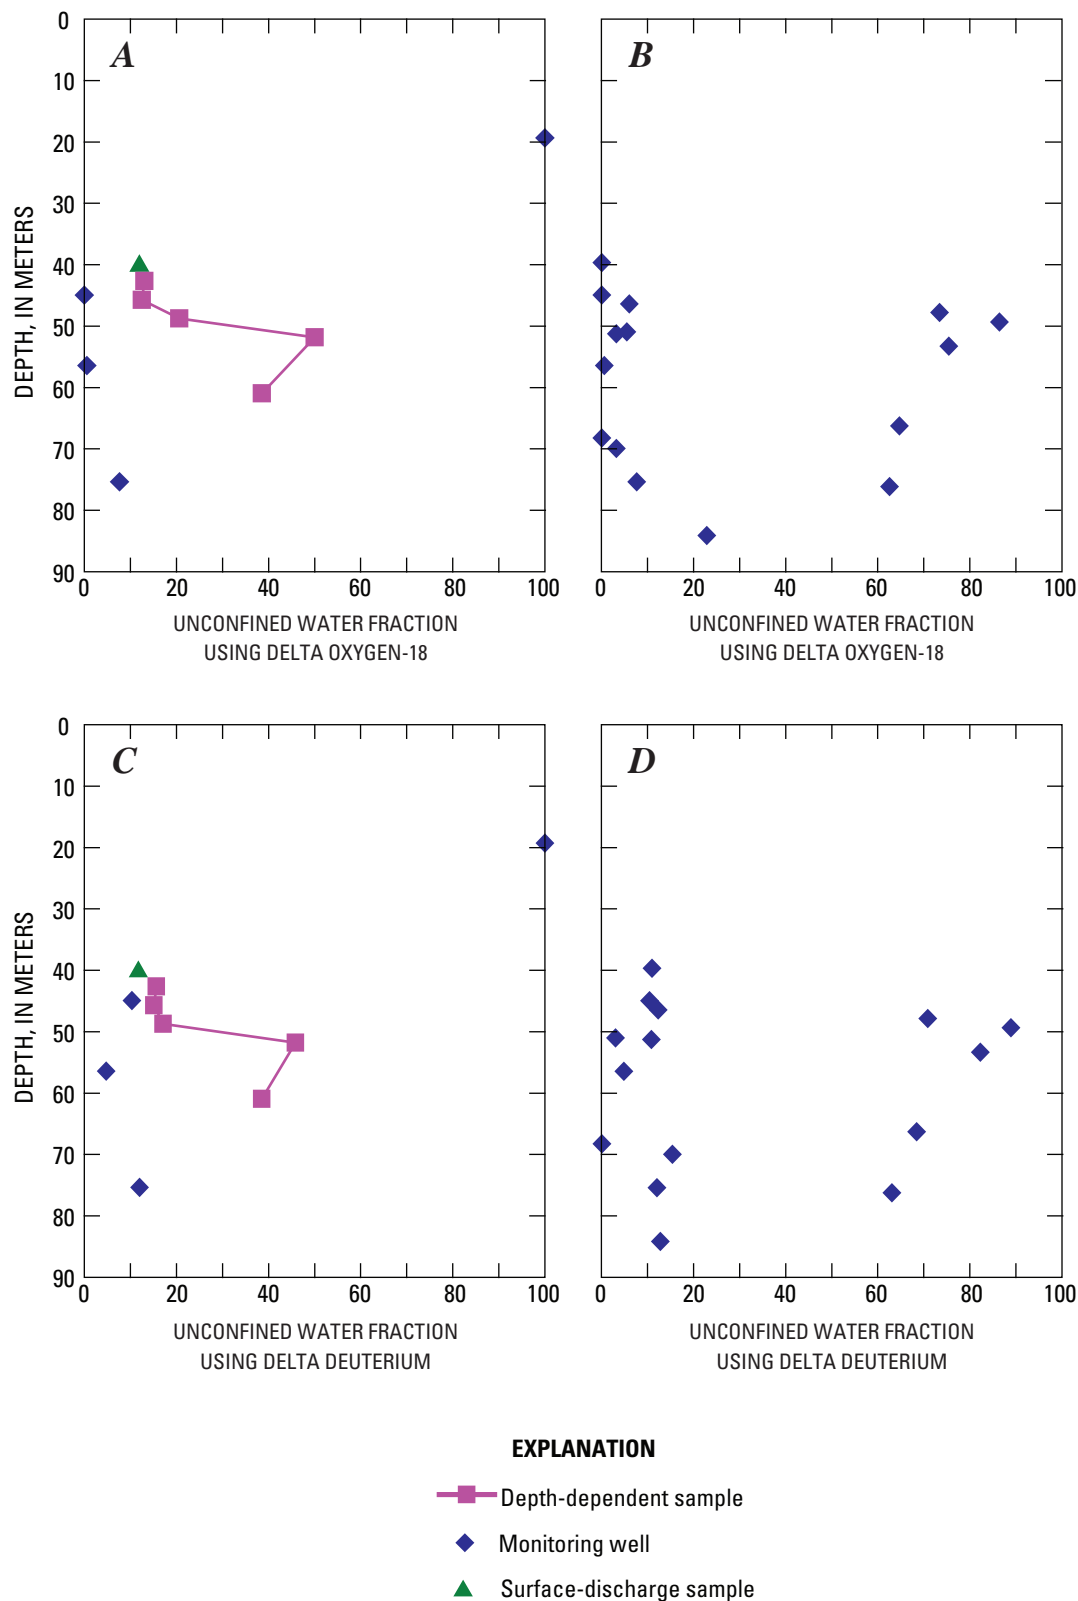 A
B
0
10
20
30
40
50
60
70
80
90
DEPTH, IN METERS
0 20 40 60 80 100
0 20 40 60 80 100
UNCONFINED WATER FRACTION
USING DELTA OXYGEN-18
UNCONFINED WATER FRACTION
USING DELTA OXYGEN-18
C
D
0
10
20
30
40
50
60
70
80
90
DEPTH, IN METERS
0 20 40 60 80 100
0 20 40 60 80 100
UNCONFINED WATER FRACTION
USING DELTA DEUTERIUM
UNCONFINED WATER FRACTION
USING DELTA DEUTERIUM
EXPLANATION
Depth-dependent sample
Monitoring well
Surface-discharge sample